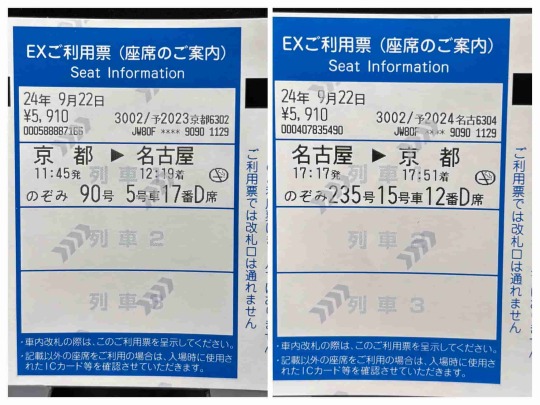 EXご利用票(座席のご案内)
Seat Information
24年 9月22日
¥5,910
3002/予2023京都6302
000588887166
JW80F **** 9090 1129
京都 ▶ 名古屋
11:45発
12:19着
のぞみ 90号 5号車17番D席
列車2
列車3
・車内改札の際は、このご利用票を呈示してください。
・記載以外の座席をご利用の場合は、入場時に使用さ
れたICカード等を確認させていただきます。
ご利用票では改札口は通れません
EXご利用票(座席のご案内)
Seat Information
24年 9月22日
¥5,910
3002/予2024名古6304
000407835490
JW80F **** 9090 1129
名古屋 ▶ 京都
17:17発
17:51着
のぞみ235号15号車12番D席
列車2
列車3
・車内改札の際は、このご利用票を呈示してください。
・記載以外の座席をご利用の場合は、入場時に使用さ
れたICカード等を確認させていただきます。
ご利用票では改札口は通れません